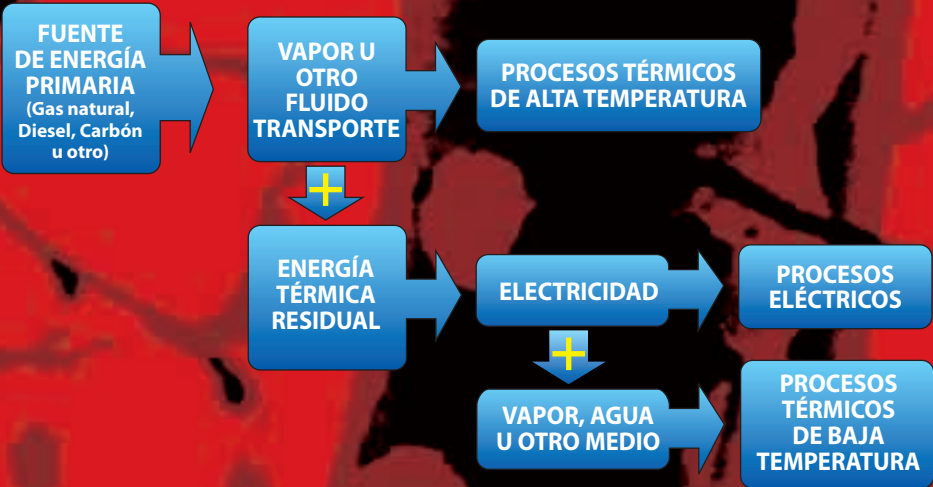 FUENTE
DE ENERGÍA
PRIMARIA
(Gas natural,
Diesel, Carbón
u otro)
VAPOR U
OTRO
FLUIDO
TRANSPORTE
PROCESOS TÉRMICOS
DE ALTA TEMPERATURA
+
ENERGÍA
TÉRMICA
RESIDUAL
ELECTRICIDAD
PROCESOS
ELÉCTRICOS
+
VAPOR, AGUA
U OTRO MEDIO
PROCESOS
TÉRMICOS
DE BAJA
TEMPERATURA